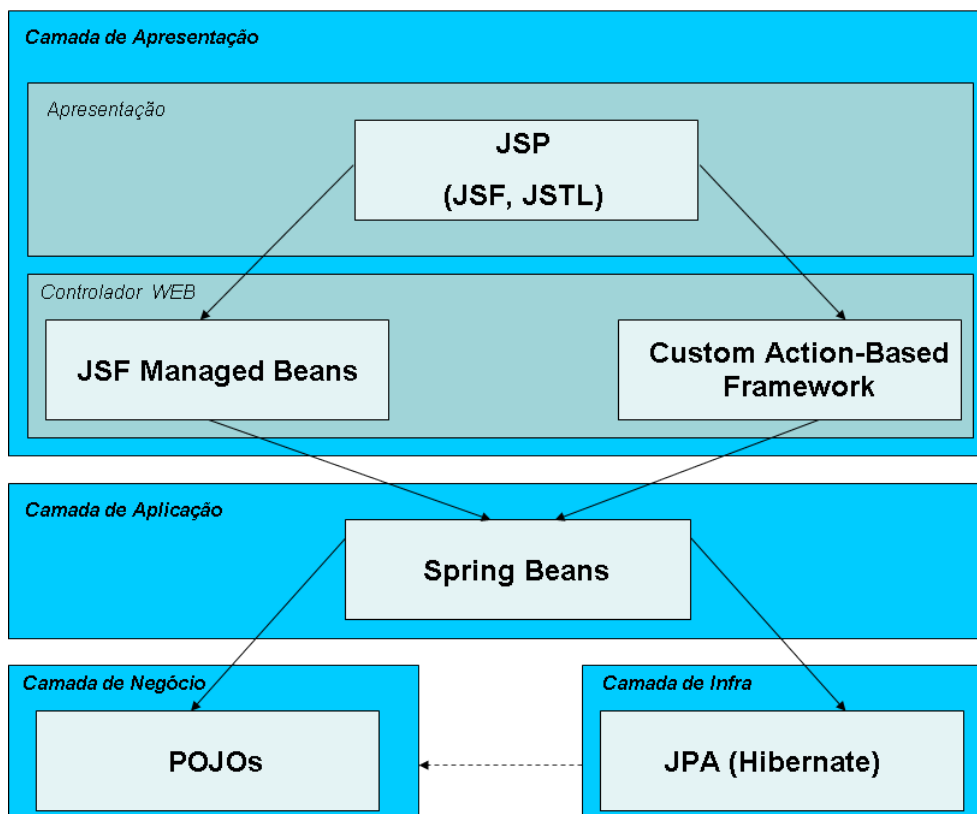 Camada de Apresentação
Apresentação
JSP
(JSF, JSTL)
Controlador WEB
JSF Managed Beans
Custom Action-Based
Framework
Camada de Aplicação
Spring Beans
Camada de Negócio
POJOs
Camada de Infra
JPA (Hibernate)